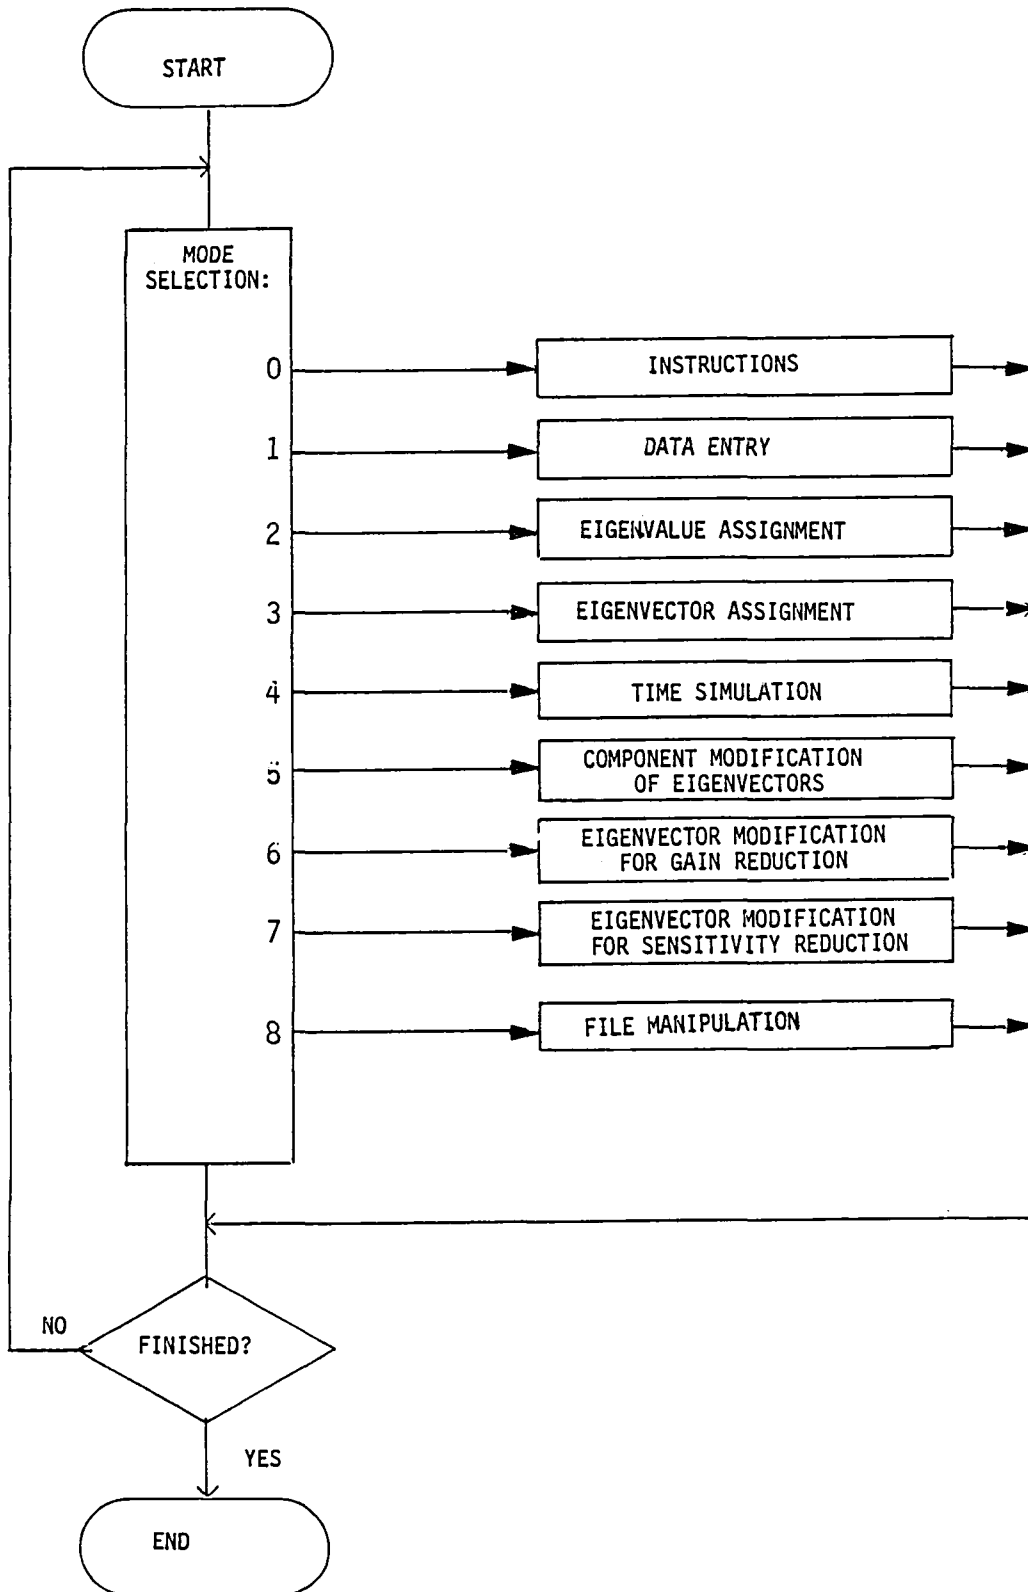 START
MODE
SELECTION:
0
INSTRUCTIONS
1
DATA ENTRY
2
EIGENVALUE ASSIGNMENT
3
EIGENVECTOR ASSIGNMENT
4
TIME SIMULATION
5
COMPONENT MODIFICATION
OF EIGENVECTORS
6
EIGENVECTOR MODIFICATION
FOR GAIN REDUCTION
7
EIGENVECTOR MODIFICATION
FOR SENSITIVITY REDUCTION
8
FILE MANIPULATION
NO
FINISHED?
YES
END